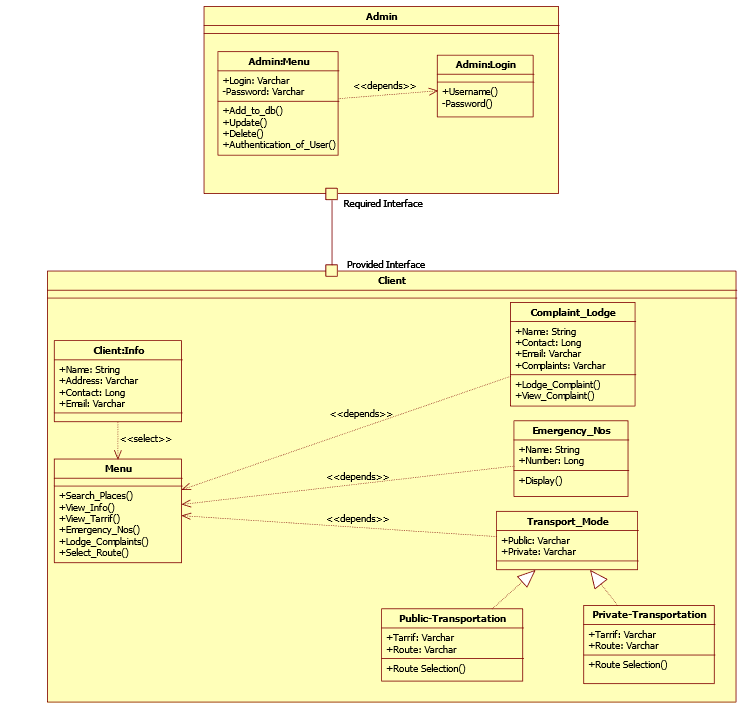 Admin
Admin:Menu
+Login: Varchar
-Password: Varchar
+Add_to_db()
+Update()
+Delete()
+Authentication_of_User()
<<depends>>
Admin:Login
+Username()
-Password()
Required Interface
Provided Interface
Client
Client:Info
+Name: String
+Address: Varchar
+Contact: Long
+Email: Varchar
<<select>>
Menu
+Search_Places()
+View_Info()
+View_Tarrif()
+Emergency_Nos()
+Lodge_Complaints()
+Select_Route()
<<depends>>
<<depends>>
<<depends>>
Complaint_Lodge
+Name: String
+Contact: Long
+Email: Varchar
+Complaints: Varchar
+Lodge_Complaint()
+View_Complaint()
Emergency_Nos
+Name: String
+Number: Long
+Display()
Transport_Mode
+Public: Varchar
+Private: Varchar
Public-Transportation
+Tarrif: Varchar
+Route: Varchar
+Route Selection()
Private-Transportation
+Tarrif: Varchar
+Route: Varchar
+Route Selection()